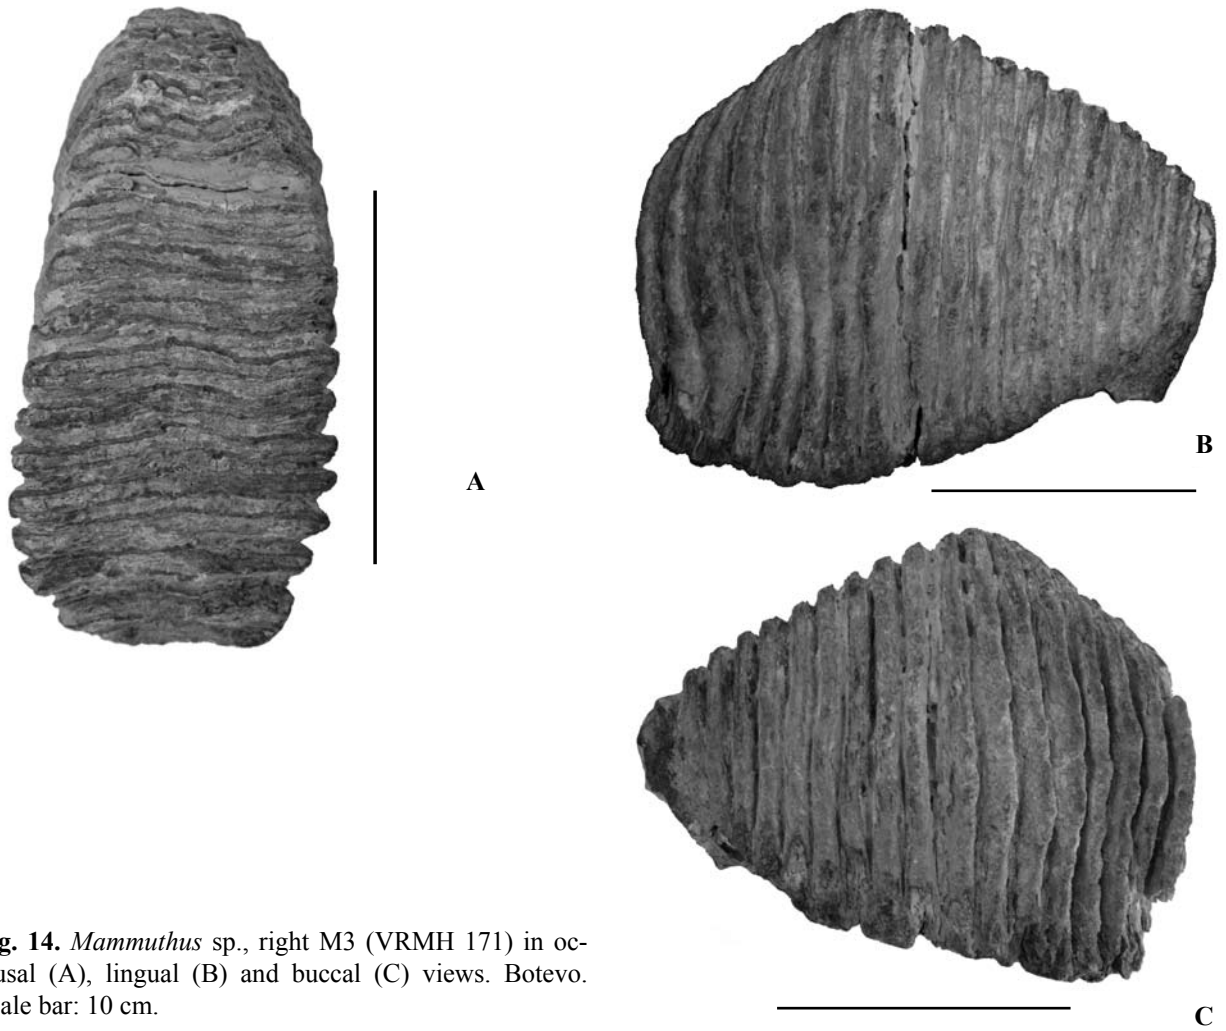 A
B
C
g. 14. Mammuthus sp., right M3 (VRMH 171) in oc-
usal (A), lingual (B) and buccal (C) views. Botevo.
ale bar: 10 cm.